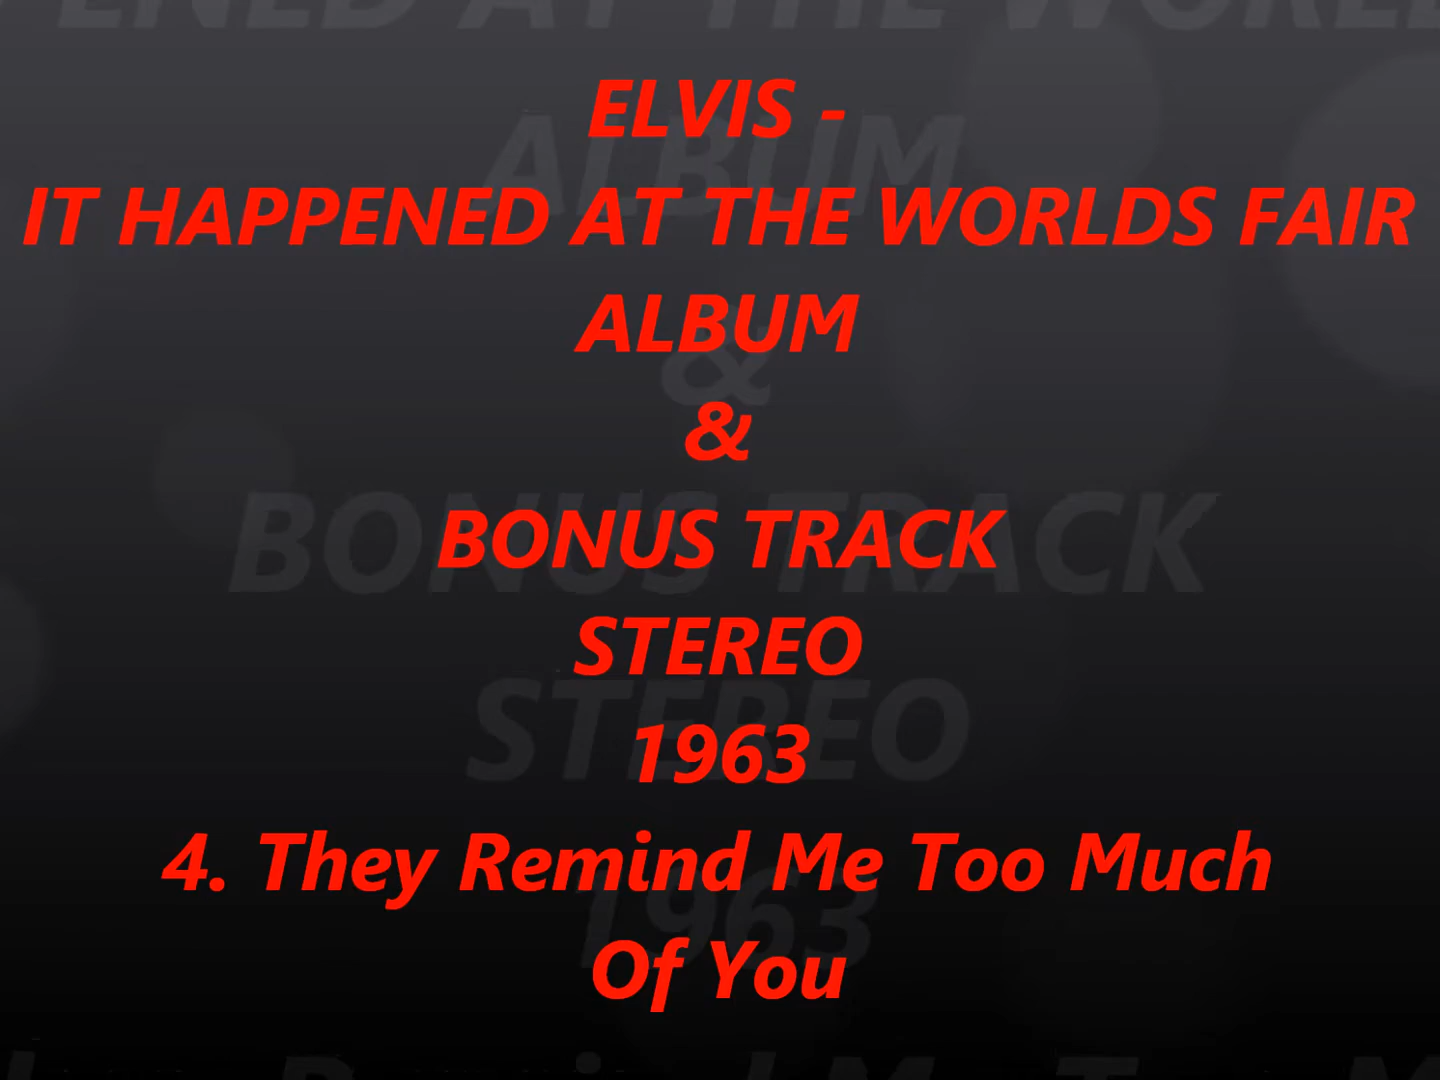 ELVIS -
IT HAPPENED AT THE WORLDS FAIR
ALBUM
&
BONUS TRACK
STEREO
1963
4. They Remind Me Too Much
Of You